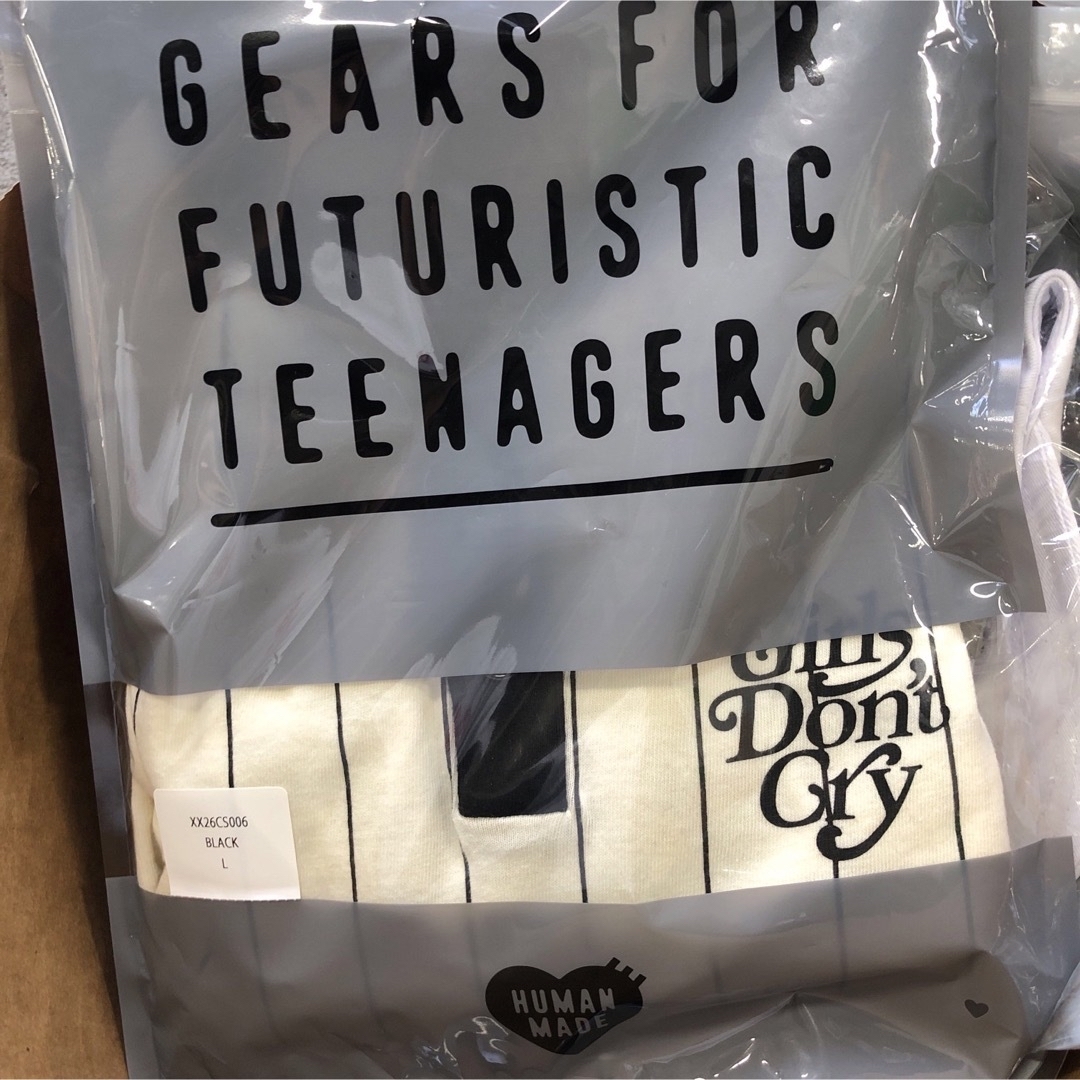 GEARS FOR
FUTURISTIC
TEENAGERS
Girls
Don't
Cry
XX26CS006
BLACK
L
HUMAN
MADE